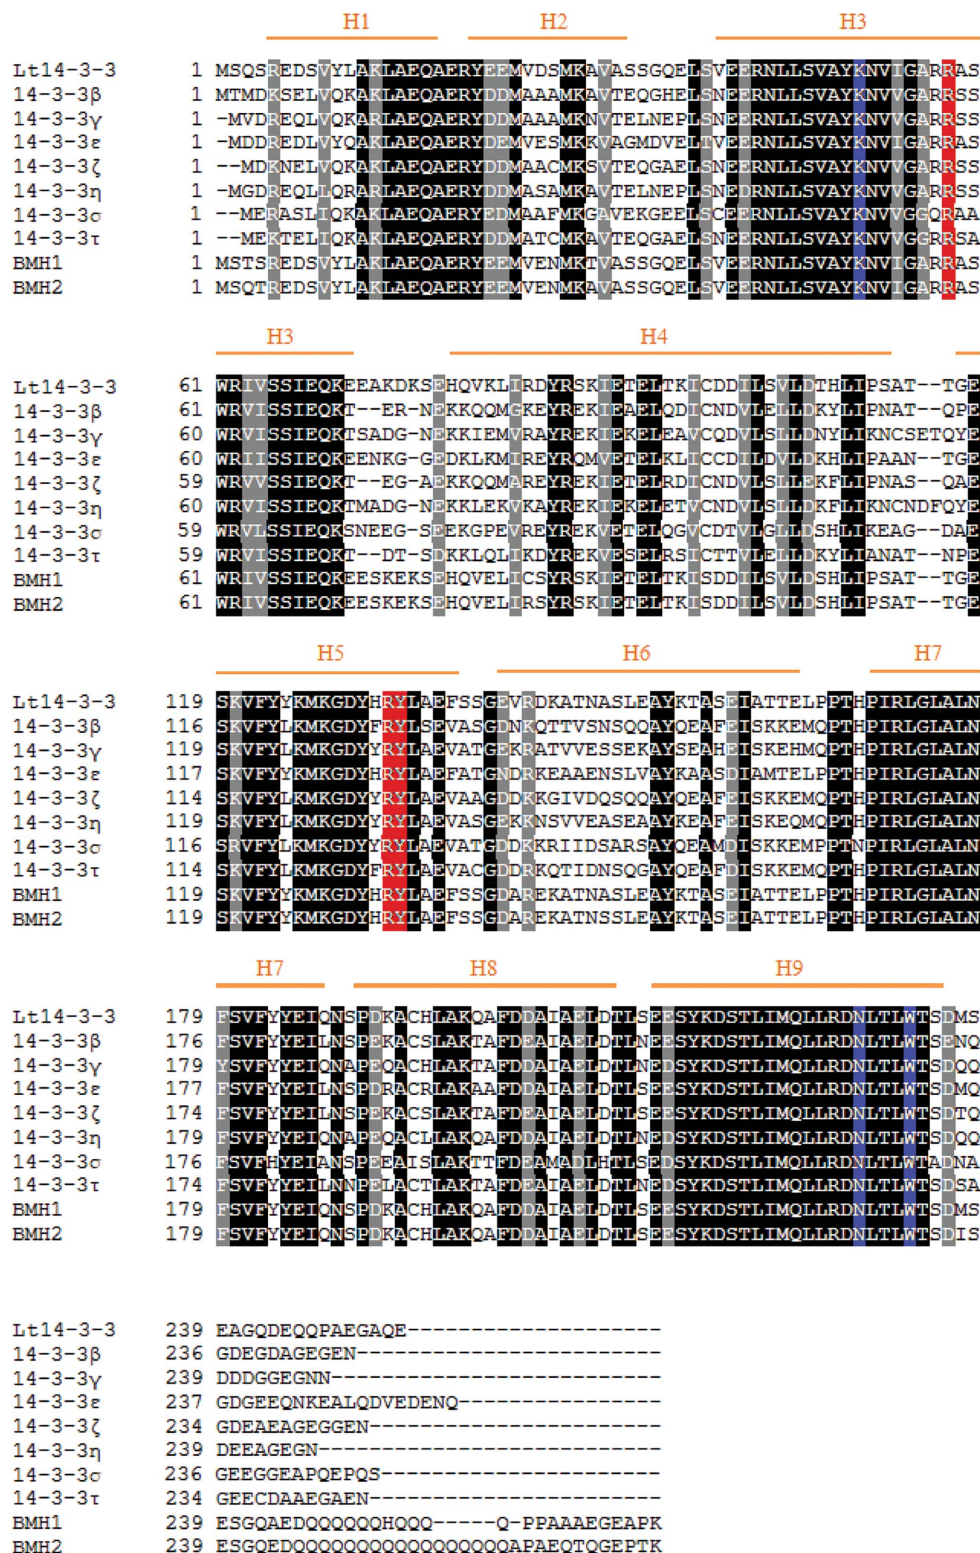 H1 H2 H3
Lt14-3-3 1 MSQSREDSVYLAKLAEQAERYEEMVDSMKAVASSGQELSVEERNLLSVAYKNVIGARRAS
14-3-3β 1 MTMDKSELVQKAKLAEQAERYDDMAAAMKAVTEQGHELSNEERNLLSVAYKNVVGARRSS
14-3-3γ 1 -MVDREQLVQKARLAEQAERYDDMAAAMKNVTELNEPLSNEERNLLSVAYKNVVGARRSS
14-3-3ε 1 -MDDREDLVYQAKLAEQAERYDEMVESMKKVAGMDVELTVEERNLLSVAYKNVIGARRAS
14-3-3ζ 1 --MDKNELVQKAKLAEQAERYDDMAACMKSVTEQGAELSNEERNLLSVAYKNVVGARRSS
14-3-3η 1 -MGDREQLLQRARLAEQAERYDDMASAMKAVTELNEPLSNEDRNLLSVAYKNVVGARRSS
14-3-3σ 1 --MERASLIQKAKLAEQAERYEDMAAFMKGAVEKGEELSCEERNLLSVAYKNVVGGQRAA
14-3-3τ 1 --MEKTELIQKAKLAEQAERYDDMATCMKAVTEQGAELSNEERNLLSVAYKNVVGGRRSA
BMH1 1 MSTSREDSVYLAKLAEQAERYEEMVENMKTVASSGQELSVEERNLLSVAYKNVIGARRAS
BMH2 1 MSQTREDSVYLAKLAEQAERYEEMVENMKAVASSGQELSVEERNLLSVAYKNVIGARRAS
H3 H4
Lt14-3-3 61 WRIVSSIEQKEEAKDKSEHQVKLIRDYRSKIETELTKICDDILSVLDTHLIPSAT--TGE
14-3-3β 61 WRVISSIEQKT--ER-NEKKQQMGKEYREKIEAELQDICNDVLELLDKYLIPNAT--QPE
14-3-3γ 60 WRVISSIEQKTSADG-NEKKIEMVRAYREKIEKELEAVCQDVLSLLDNYLIKNCSETQYE
14-3-3ε 60 WRIISSIEQKEENKG-GEDKLKMIREYRQMVETELKLICCDILDVLDKHLIPAAN--TGE
14-3-3ζ 59 WRVVSSIEQKT--EG-AEKKQQMAREYREKIETELRDICNDVLSLLEKFLIPNAS--QAE
14-3-3η 60 WRVISSIEQKTMADG-NEKKLEKVKAYREKIEKELETVCNDVLSLLDKFLIKNCNDFQYE
14-3-3σ 59 WRVLSSIEQKSNEEG-SEEKGPEVREYREKVETELQGVCDTVLGLLDSHLIKEAG--DAE
14-3-3τ 59 WRVISSIEQKT--DT-SDKKLQLIKDYREKVESELRSICTTVLELLDKYLIANAT--NPE
BMH1 61 WRIVSSIEQKEESKEKSEHQVELICSYRSKIETELTKISDDILSVLDSHLIPSAT--TGE
BMH2 61 WRIVSSIEQKEESKEKSEHQVELIRSYRSKIETELTKISDDILSVLDSHLIPSAT--TGE
H5 H6 H7
Lt14-3-3 119 SKVFYYKMKGDYHRYLAEFSSGEVRDKATNASLEAYKTASEIATTELPPTHPIRLGLALN
14-3-3β 116 SKVFYLKMKGDYFRYLSEVASGDNKQTTVSNSQQAYQEAFEISKKEMQPTHPIRLGLALN
14-3-3γ 119 SKVFYLKMKGDYYRYLAEVATGEKRATVVESSEKAYSEAHEISKEHMQPTHPIRLGLALN
14-3-3ε 117 SKVFYYKMKGDYHRYLAEFATGNDRKEAAENSLVAYKAASDIAMTELPPTHPIRLGLALN
14-3-3ζ 114 SKVFYLKMKGDYYRYLAEVAAGDDKKGIVDQSQQAYQEAFEISKKEMQPTHPIRLGLALN
14-3-3η 119 SKVFYLKMKGDYYRYLAEVASGEKKNSVVEASEAAYKEAFEISKEQMQPTHPIRLGLALN
14-3-3σ 116 SRVFYLKMKGDYYRYLAEVATGDDKKRIIDSARSAYQEAMDISKKEMPPTNPIRLGLALN
14-3-3τ 114 SKVFYLKMKGDYFRYLAEVACGDDRKQTIDNSQGAYQEAFDISKKEMQPTHPIRLGLALN
BMH1 119 SKVFYYKMKGDYHRYLAEFSSGDAREKATNASLEAYKTASEIATTELPPTHPIRLGLALN
BMH2 119 SKVFYYKMKGDYHRYLAEFSSGDAREKATNSSLEAYKTASEIATTELPPTHPIRLGLALN
H7 H8 H9
Lt14-3-3 179 FSVFYYEIQNSPDKACHLAKQAFDDAIAELDTLSEESYKDSTLIMQLLRDNLTLWTSDMS
14-3-3β 176 FSVFYYEILNSPEKACSLAKTAFDEAIAELDTLNEESYKDSTLIMQLLRDNLTLWTSENQ
14-3-3γ 179 YSVFYYEIQNAPEQACHLAKTAFDDAIAELDTLNEDSYKDSTLIMQLLRDNLTLWTSDQQ
14-3-3ε 177 FSVFYYEILNSPDRACRLAKAAFDDAIAELDTLSEESYKDSTLIMQLLRDNLTLWTSDMQ
14-3-3ζ 174 FSVFYYEILNSPEKACSLAKTAFDEAIAELDTLSEESYKDSTLIMQLLRDNLTLWTSDTQ
14-3-3η 179 FSVFYYEIQNAPEQACLLAKQAFDDAIAELDTLNEDSYKDSTLIMQLLRDNLTLWTSDQQ
14-3-3σ 176 FSVFHYEIANSPEEAISLAKTTFDEAMADLHTLSEDSYKDSTLIMQLLRDNLTLWTADNA
14-3-3τ 174 FSVFYYEILNNPELACTLAKTAFDEAIAELDTLNEDSYKDSTLIMQLLRDNLTLWTSDSA
BMH1 179 FSVFYYEIQNSPDKACHLAKQAFDDAIAELDTLSEESYKDSTLIMQLLRDNLTLWTSDMS
BMH2 179 FSVFYYEIQNSPDKACHLAKQAFDDAIAELDTLSEESYKDSTLIMQLLRDNLTLWTSDIS
Lt14-3-3 239 EAGQDEQQPAEGAQE--------------------
14-3-3β 236 GDEGDAGEGEN------------------------
14-3-3γ 239 DDDGGEGNN--------------------------
14-3-3ε 237 GDGEEQNKEALQDVEDENQ----------------
14-3-3ζ 234 GDEAEAGEGGEN-----------------------
14-3-3η 239 DEEAGEGN---------------------------
14-3-3σ 236 GEEGGEAPQEPQS----------------------
14-3-3τ 234 GEECDAAEGAEN-----------------------
BMH1 239 ESGQAEDQQQQQQHQQQ-----Q-PPAAAEGEAPK
BMH2 239 ESGQEDQQQQQQQQQQQQQQQQAPAEQTQGEPTK